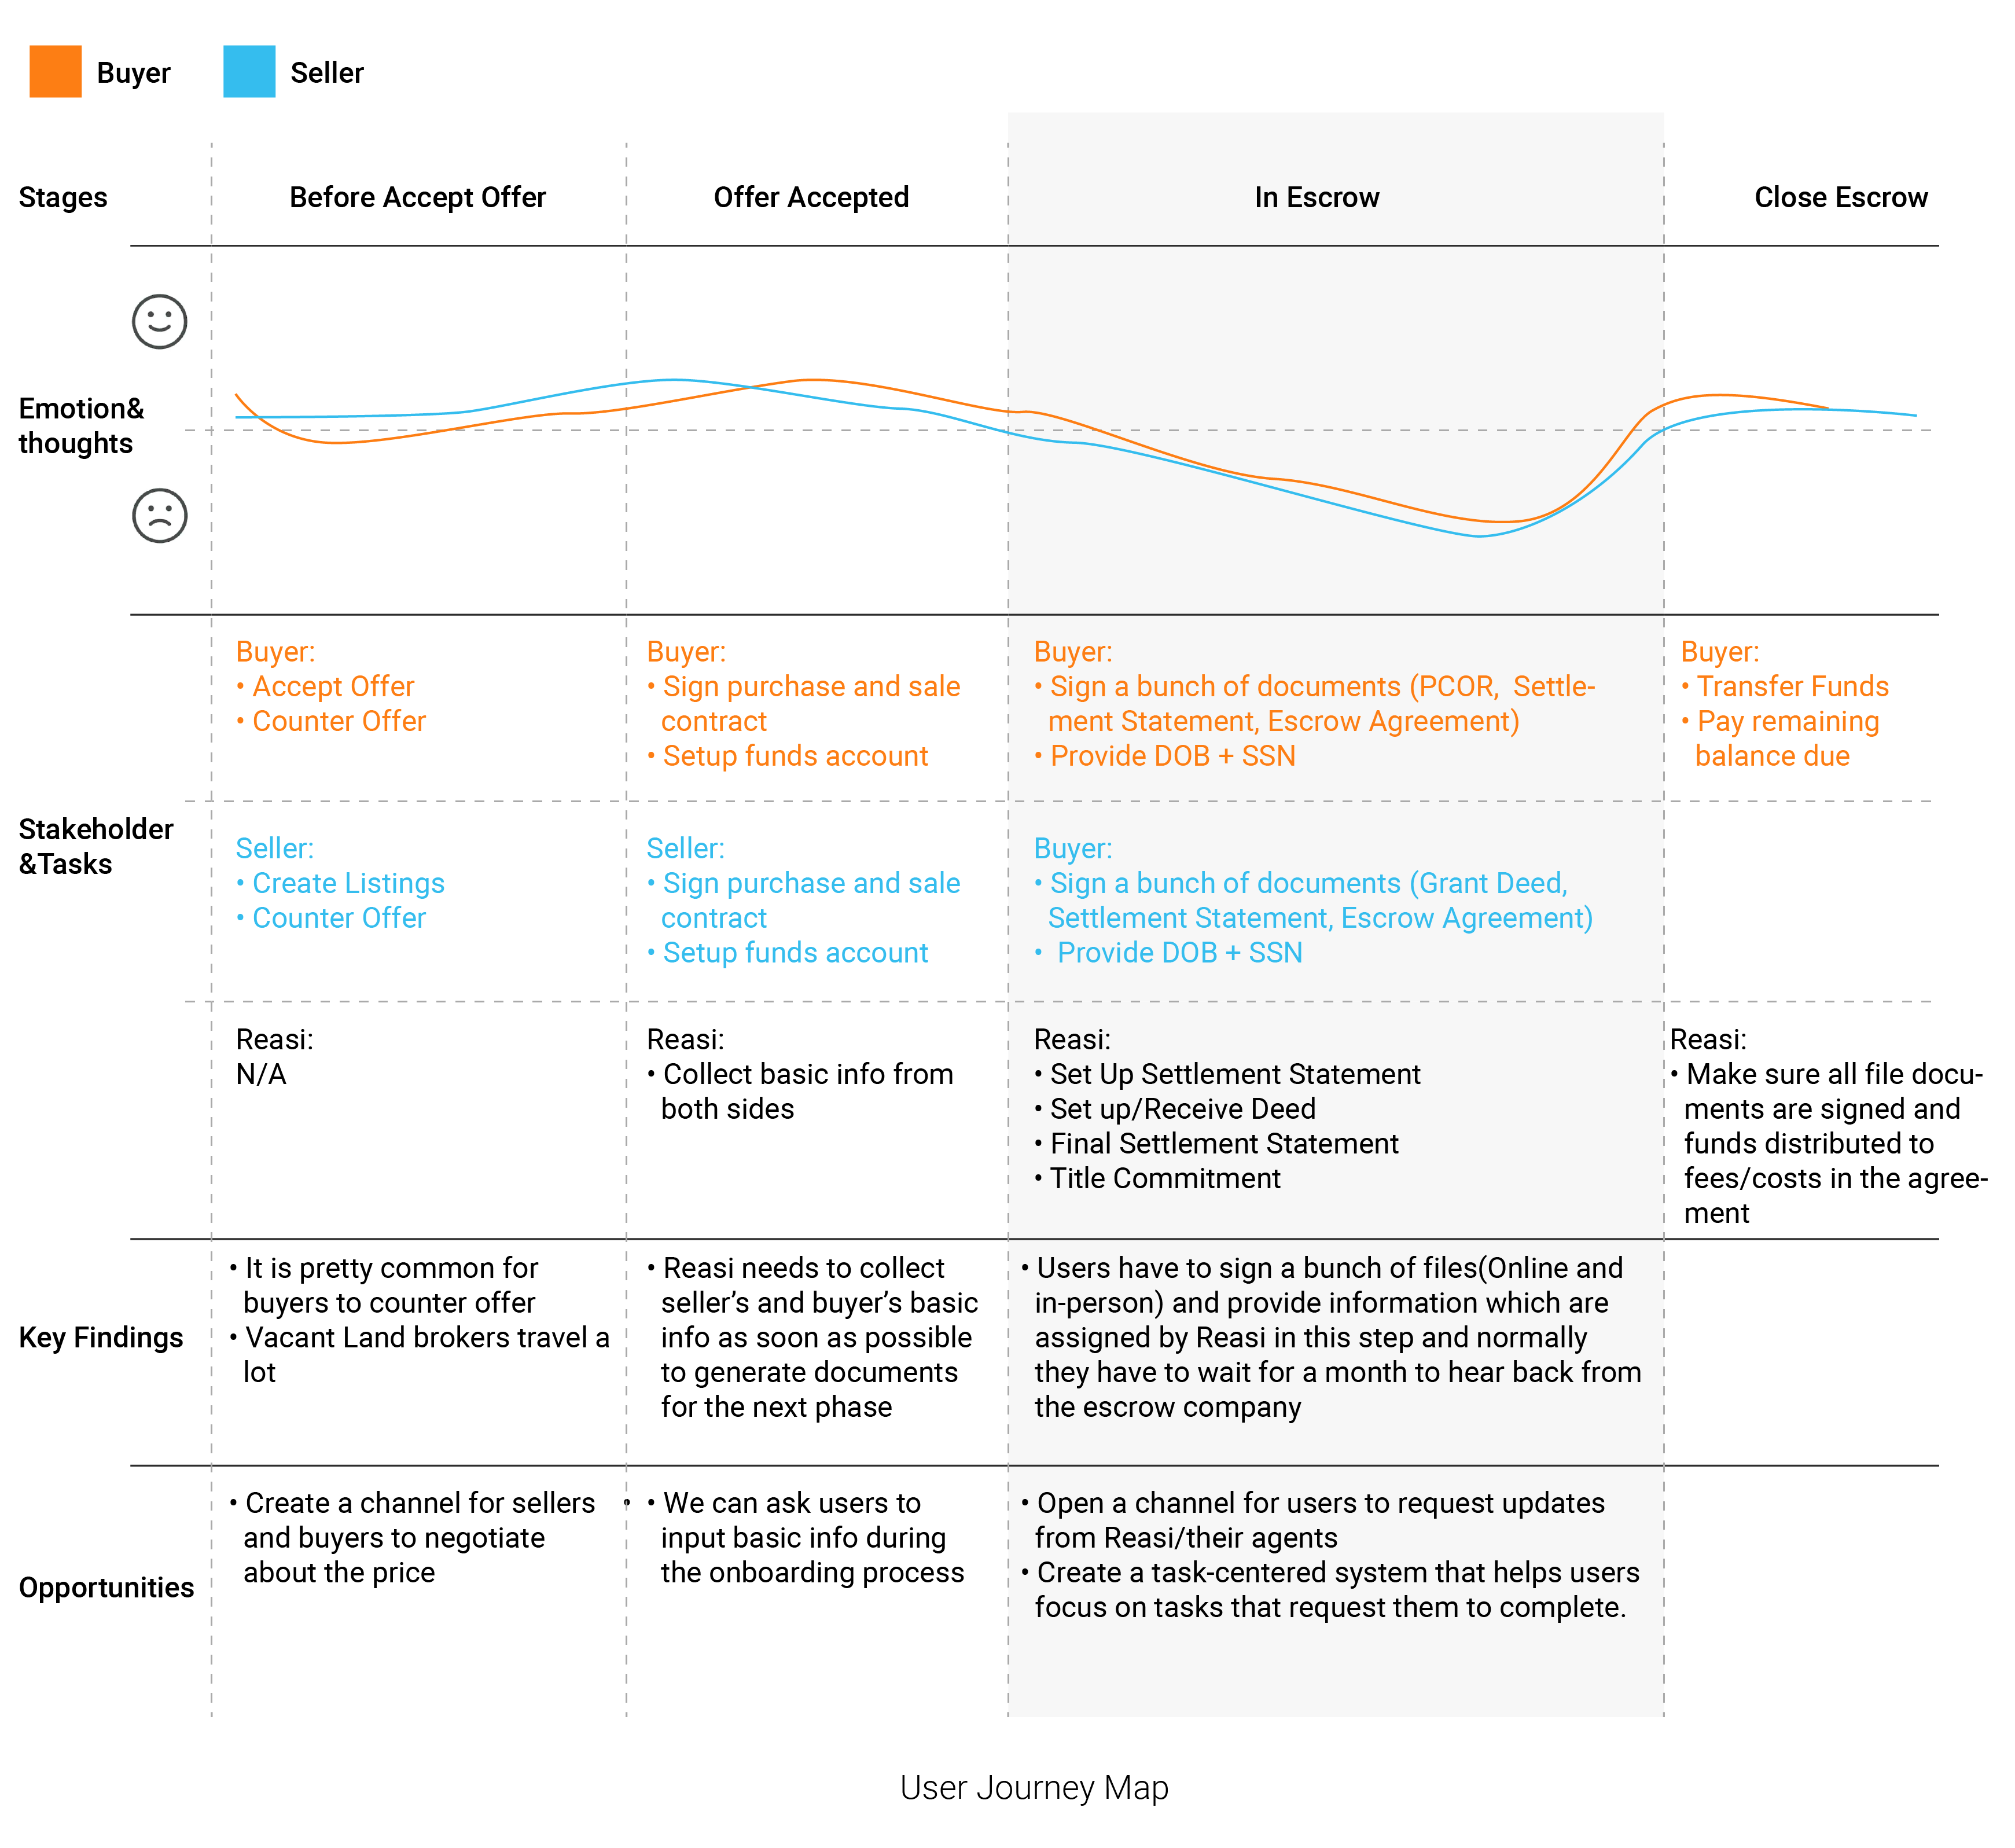 Buyer
Seller
Stages
Before Accept Offer
Offer Accepted
In Escrow
Close Escrow
Emotion&
thoughts
Stakeholder
&Tasks
Buyer:
• Accept Offer
• Counter Offer
Buyer:
• Sign purchase and sale
contract
• Setup funds account
Buyer:
• Sign a bunch of documents (PCOR,  Settle-
ment Statement, Escrow Agreement)
• Provide DOB + SSN
Buyer:
• Transfer Funds
• Pay remaining
balance due
Seller:
• Create Listings
• Counter Offer
Seller:
• Sign purchase and sale
contract
• Setup funds account
Buyer:
• Sign a bunch of documents (Grant Deed,
Settlement Statement, Escrow Agreement)
•  Provide DOB + SSN
Reasi:
N/A
Reasi:
• Collect basic info from
both sides
Reasi:
• Set Up Settlement Statement
• Set up/Receive Deed
• Final Settlement Statement
• Title Commitment
Reasi:
• Make sure all file docu-
ments are signed and
funds distributed to
fees/costs in the agree-
ment
Key Findings
• It is pretty common for
buyers to counter offer
• Vacant Land brokers travel a
lot
• Reasi needs to collect
seller’s and buyer’s basic
info as soon as possible
to generate documents
for the next phase
• Users have to sign a bunch of files(Online and
in-person) and provide information which are
assigned by Reasi in this step and normally
they have to wait for a month to hear back from
the escrow company
Opportunities
• Create a channel for sellers
and buyers to negotiate
about the price
• We can ask users to
input basic info during
the onboarding process
• Open a channel for users to request updates
from Reasi/their agents
• Create a task-centered system that helps users
focus on tasks that request them to complete.
User Journey Map